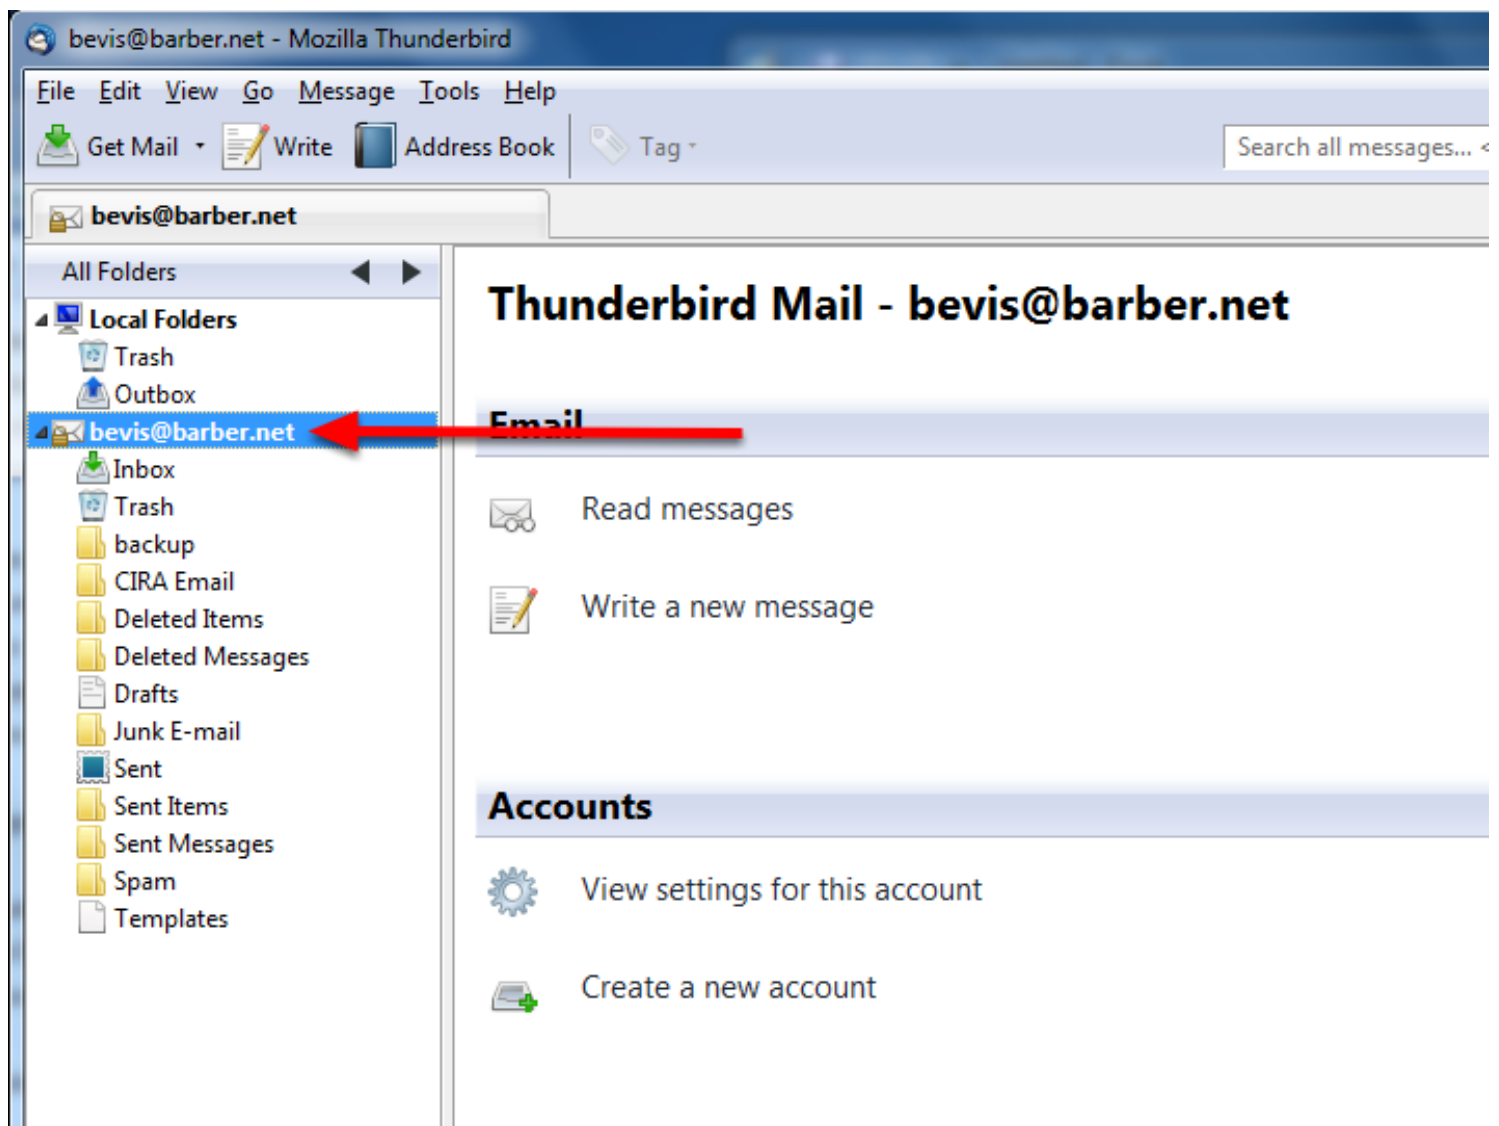 bevis@barber.net - Mozilla Thunderbird
File Edit View Go Message Tools Help
Get Mail Write Address Book Tag Search all messages... <
bevis@barber.net
All Folders
Local Folders
Trash
Outbox
bevis@barber.net
Inbox
Trash
backup
CIRA Email
Deleted Items
Deleted Messages
Drafts
Junk E-mail
Sent
Sent Items
Sent Messages
Spam
Templates
Thunderbird Mail - bevis@barber.net
Email
Read messages
Write a new message
Accounts
View settings for this account
Create a new account